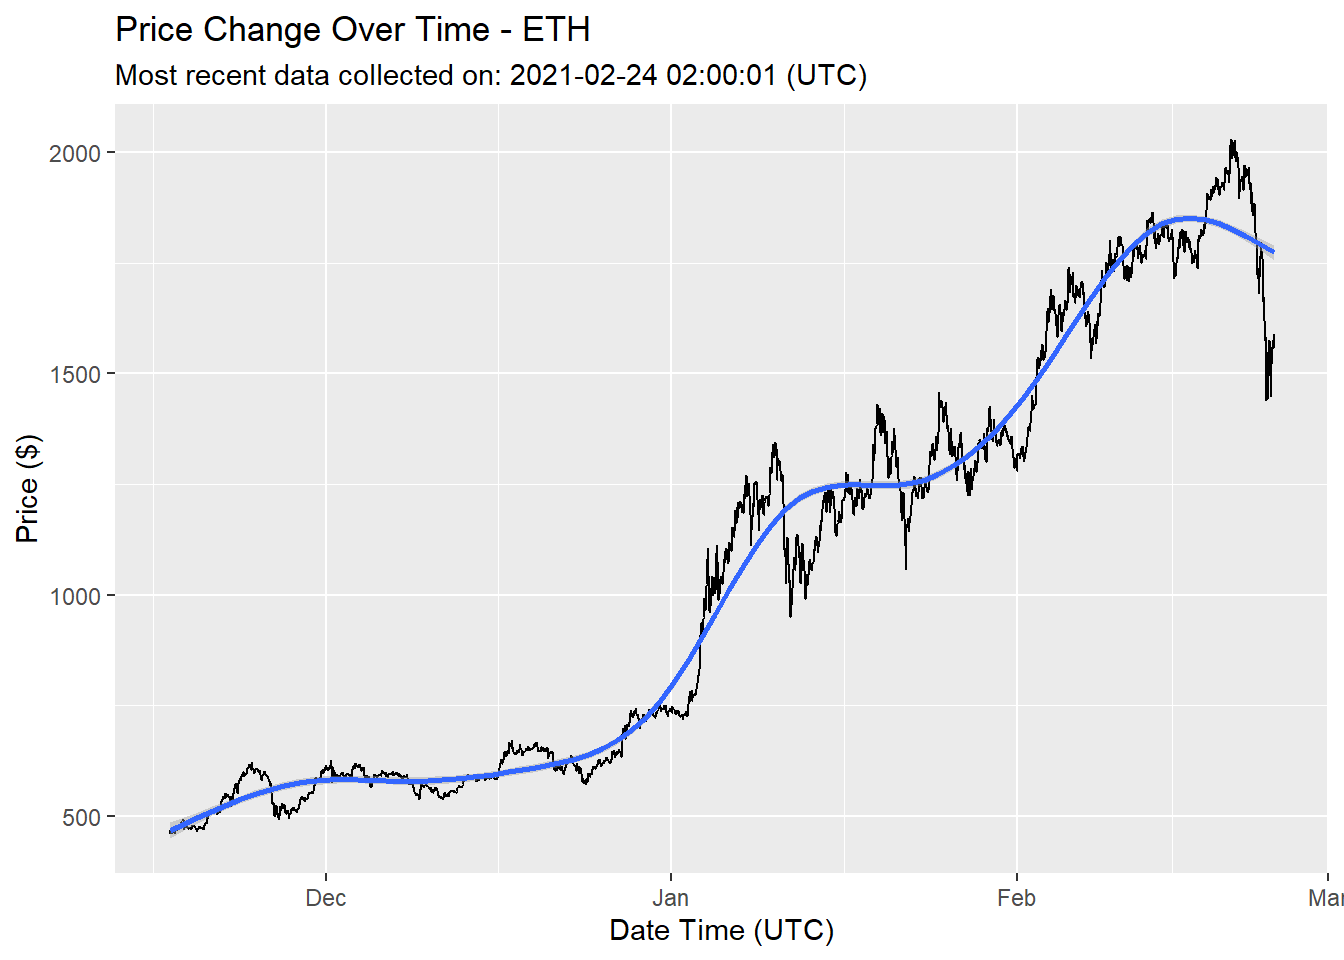 Price Change Over Time - ETH
Most recent data collected on: 2021-02-24 02:00:01 (UTC)
Price ($)
2000
1500
1000
500
Dec Jan Feb Mar
Date Time (UTC)